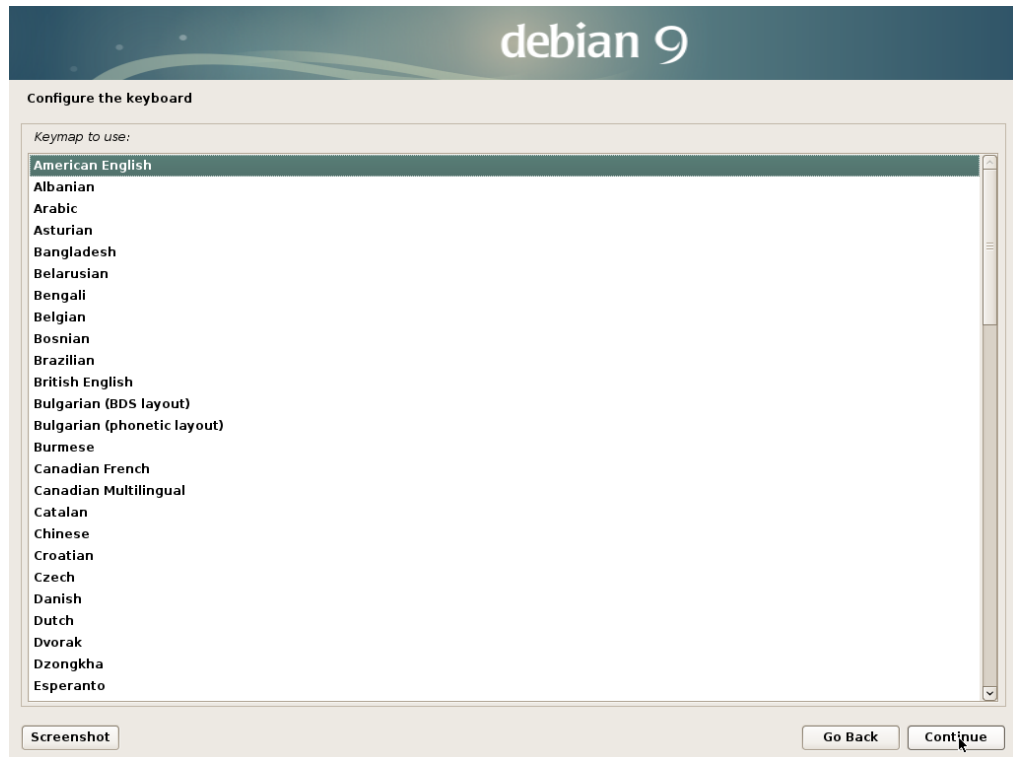 debian 9
Configure the keyboard
Keymap to use:
American English
Albanian
Arabic
Asturian
Bangladesh
Belarusian
Bengali
Belgian
Bosnian
Brazilian
British English
Bulgarian (BDS layout)
Bulgarian (phonetic layout)
Burmese
Canadian French
Canadian Multilingual
Catalan
Chinese
Croatian
Czech
Danish
Dutch
Dvorak
Dzongkha
Esperanto
Screenshot Go Back Continue